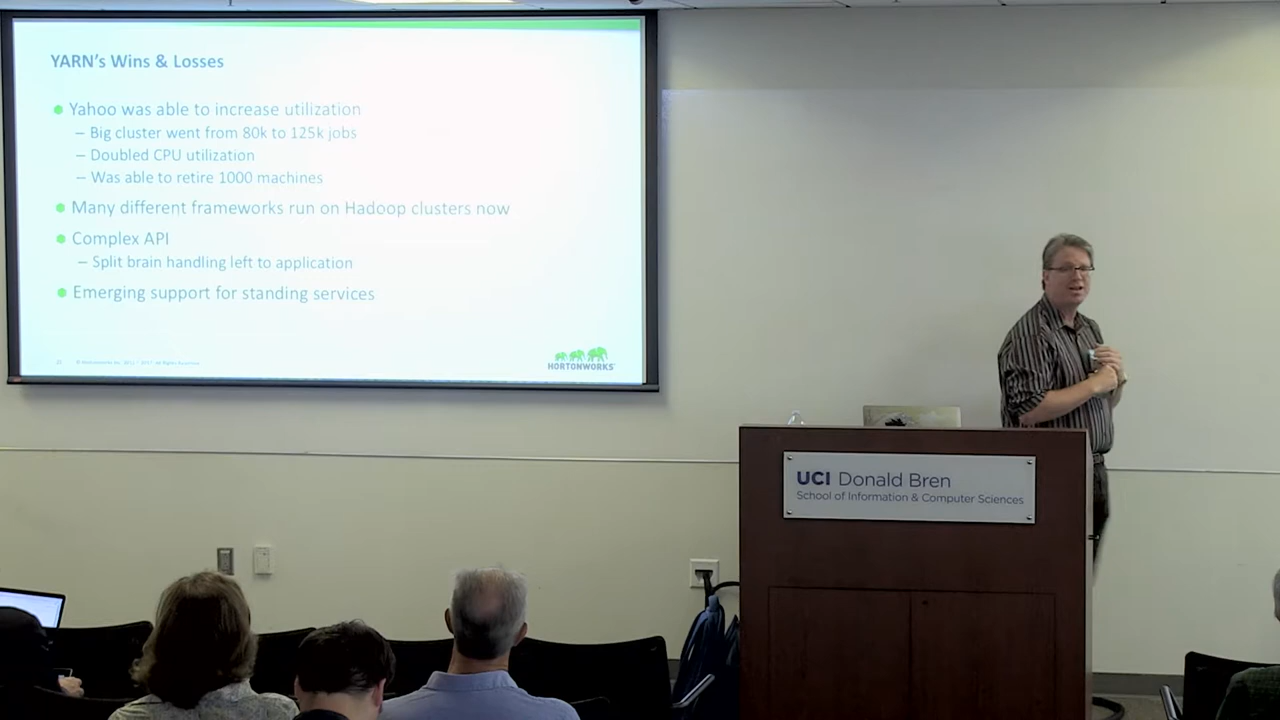 YARN's Wins & Losses
Yahoo was able to increase utilization
– Big cluster went from 80k to 125k jobs
– Doubled CPU utilization
– Was able to retire 1000 machines
Many different frameworks run on Hadoop clusters now
Complex API
– Split brain handling left to application
Emerging support for standing services
HORTONWORKS
UCI Donald Bren
School of Information & Computer Sciences